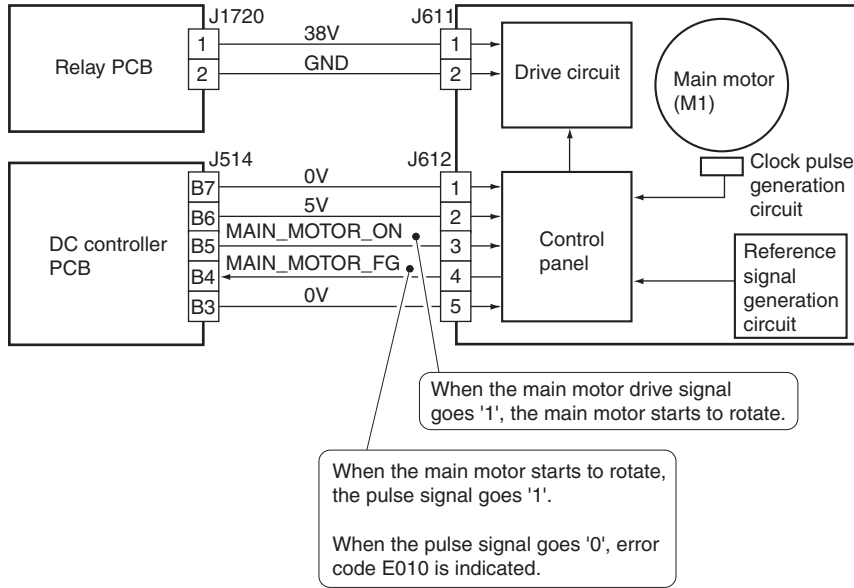 J1720
J611
Relay PCB
1
38V
1
2
GND
2
Drive circuit
Main motor
(M1)
J514
J612
Clock pulse
generation
circuit
DC controller
PCB
B7
0V
1
B6
5V
2
B5
MAIN_MOTOR_ON
3
B4
MAIN_MOTOR_FG
4
B3
0V
5
Control
panel
Reference
signal
generation
circuit
When the main motor drive signal
goes '1', the main motor starts to rotate.
When the main motor starts to rotate,
the pulse signal goes '1'.
When the pulse signal goes '0', error
code E010 is indicated.